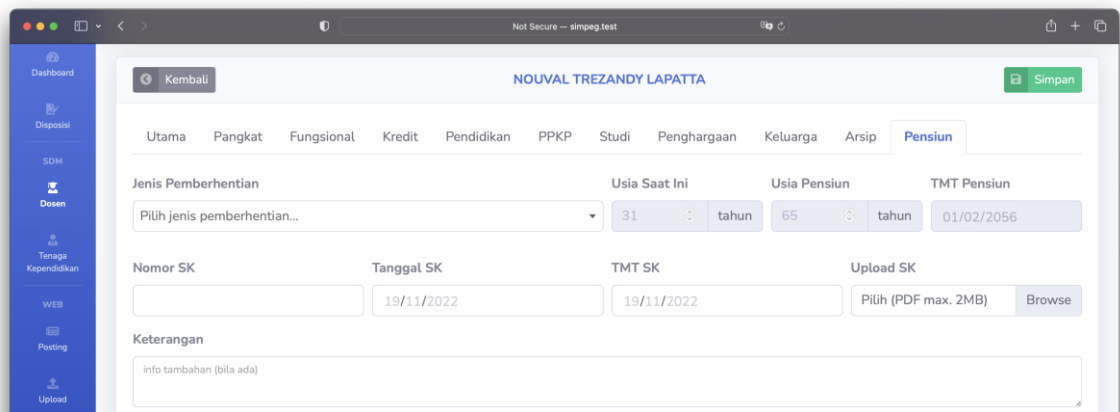 Not Secure — simpeg.test
Dashboard
Disposisi
SDM
Dosen
Tenaga
Kependidikan
WEB
Posting
Upload
Kembali
NOUVAL TREZANDY LAPATTA
Simpan
Utama Pangkat Fungsional Kredit Pendidikan PPKP Studi Penghargaan Keluarga Arsip Pensiun
Jenis Pemberhentian Usia Saat Ini Usia Pensiun TMT Pensiun
Pilih jenis pemberhentian... 31 tahun 65 tahun 01/02/2056
Nomor SK Tanggal SK TMT SK Upload SK
19/11/2022 19/11/2022 Pilih (PDF max. 2MB) Browse
Keterangan
info tambahan (bila ada)